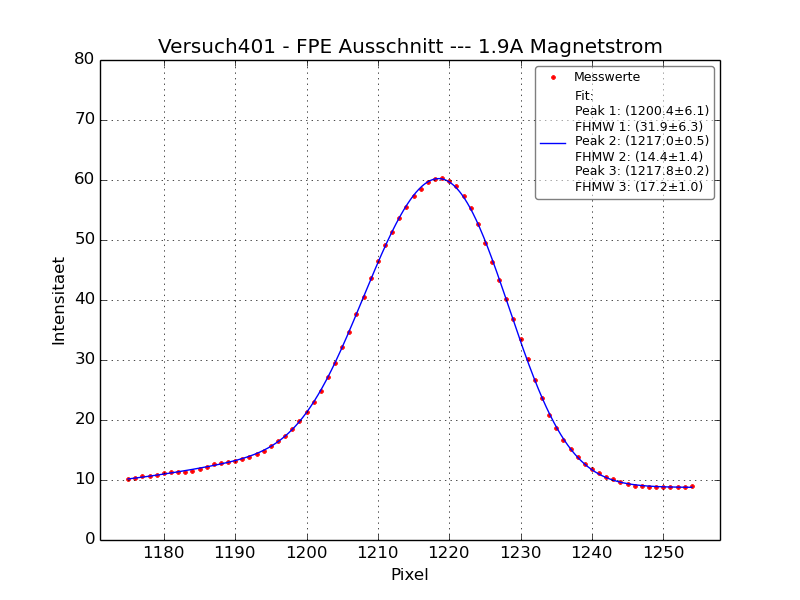 Versuch401 - FPE Ausschnitt --- 1.9A Magnetstrom
Messwerte
Fit:
Peak 1: (1200.4±6.1)
FHMW 1: (31.9±6.3)
Peak 2: (1217.0±0.5)
FHMW 2: (14.4±1.4)
Peak 3: (1217.8±0.2)
FHMW 3: (17.2±1.0)
Intensitaet
80
70
60
50
40
30
20
10
0
1180 1190 1200 1210 1220 1230 1240 1250
Pixel